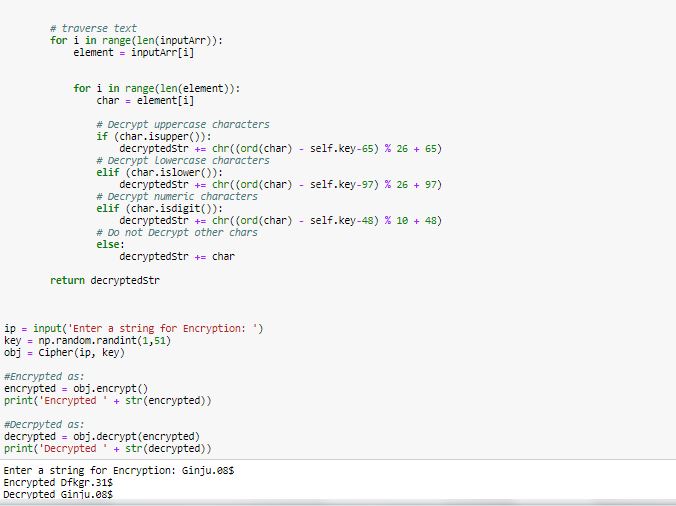 # traverse text
for i in range(len(inputArr)):
element = inputArr[i]
for i in range(len(element)):
char = element[i]
# Decrypt uppercase characters
if (char.isupper()):
decryptedStr += chr((ord(char) - self.key-65) % 26 + 65)
# Decrypt Lowercase characters
elif (char.islower()):
decryptedStr += chr((ord(char) - self.key-97) % 26 + 97)
# Decrypt numeric characters
elif (char.isdigit()):
decryptedStr += chr((ord(char) - self.key-48) % 10 + 48)
# Do not Decrypt other chars
else:
decryptedStr += char
return decryptedStr
ip = input('Enter a string for Encryption: ')
key = np.random.randint(1,51)
obj = Cipher(ip, key)
#Encrypted as:
encrypted = obj.encrypt()
print('Encrypted ' + str(encrypted))
#Decrpyted as:
decrypted = obj.decrypt(encrypted)
print('Decrypted ' + str(decrypted))
Enter a string for Encryption: Ginju.08$
Encrypted Dfkgr.31$
Decrypted Ginju.08$